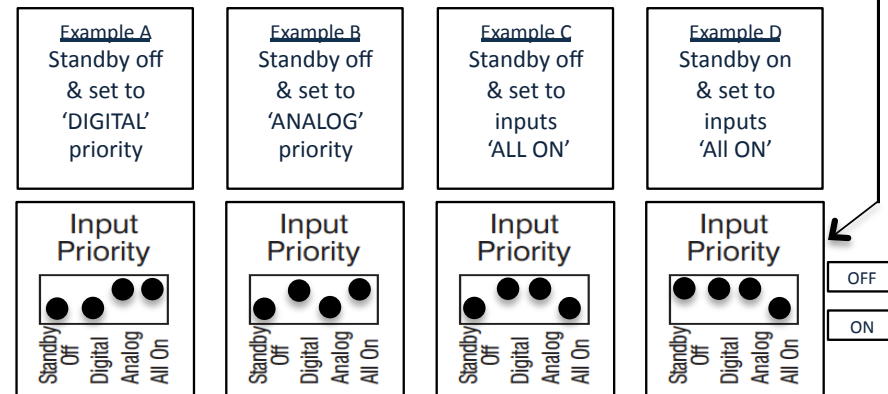 Example A
Standby off
& set to
‘DIGITAL’
priority
Example B
Standby off
& set to
‘ANALOG’
priority
Example C
Standby off
& set to
inputs
‘ALL ON’
Example D
Standby on
& set to
inputs
‘All ON’
Input
Priority
Standby
Off
Digital
Analog
All On
Input
Priority
Standby
Off
Digital
Analog
All On
Input
Priority
Standby
Off
Digital
Analog
All On
Input
Priority
Standby
Off
Digital
Analog
All On
OFF
ON